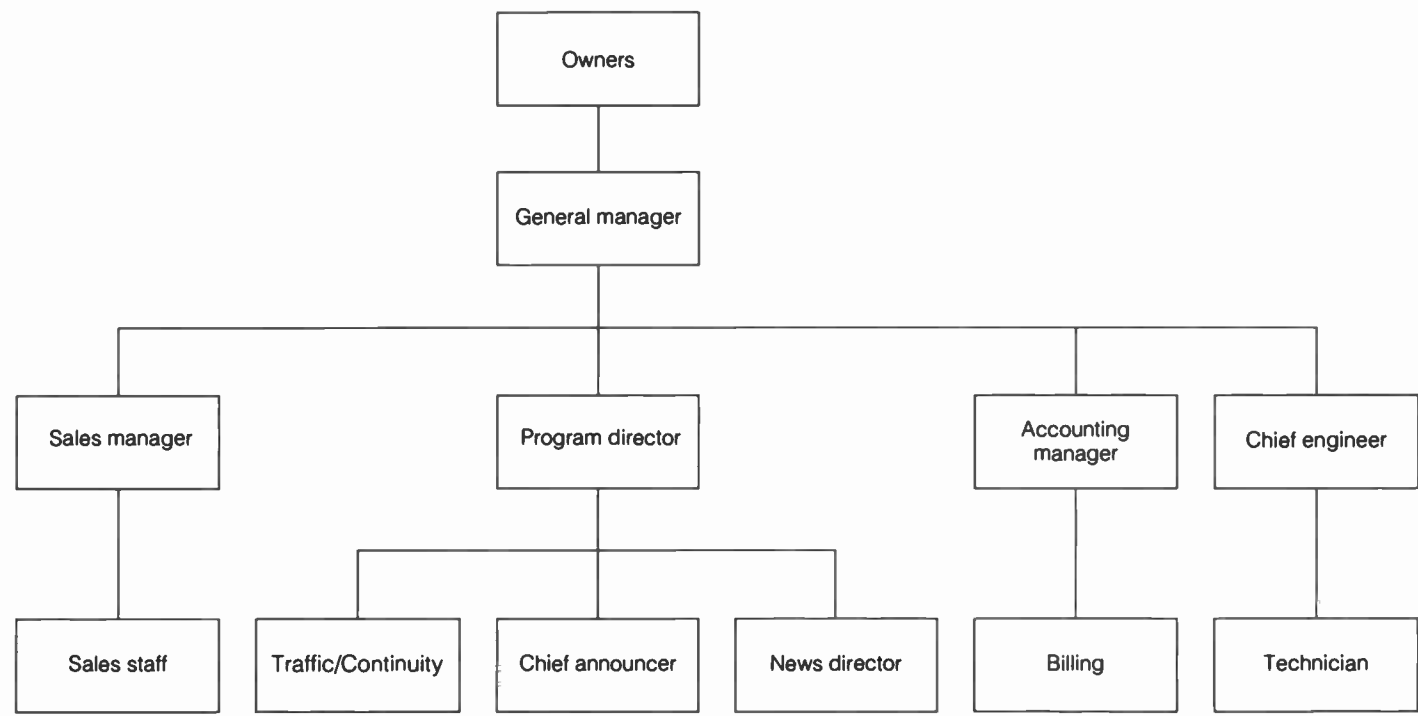 Owners
General manager
Sales manager
Program director
Accounting
manager
Chief engineer
Sales staff
Traffic/Continuity
Chief announcer
News director
Billing
Technician